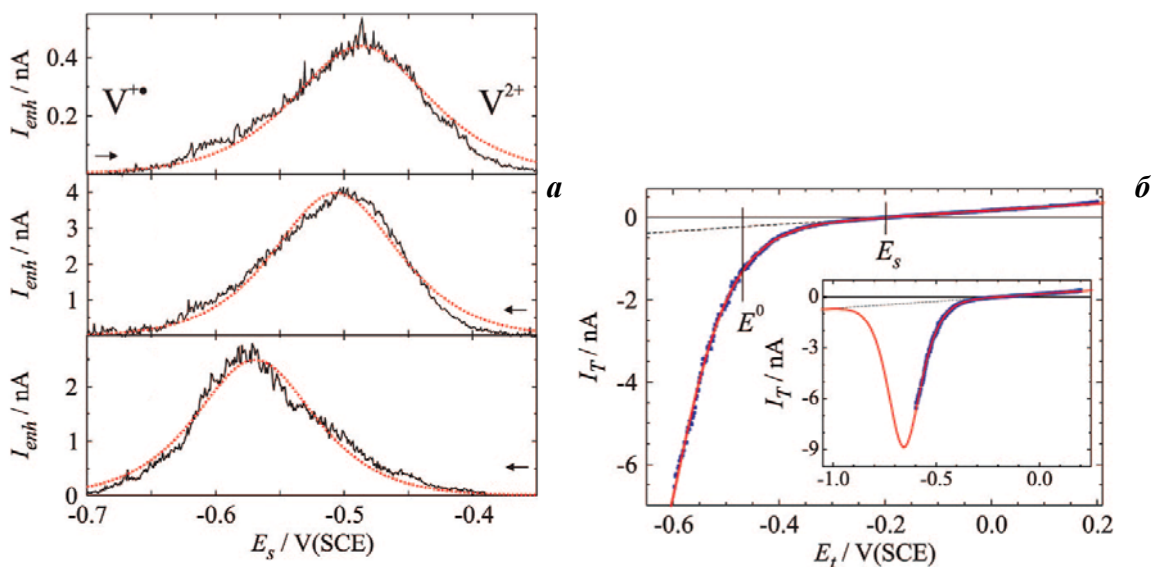 I_enh / nA
0.4
0.2
V⁺•
V²⁺
I_enh / nA
4
3
2
1
0
а
I_enh / nA
2
1
0
-0.7 -0.6 -0.5 -0.4
E_s / V(SCE)
б
I_T / nA
0
-2
-4
-6
E⁰
E_s
-0.6 -0.4 -0.2 0.0 0.2
E_t / V(SCE)
I_T / nA
0
-3
-6
-9
-1.0 -0.5 0.0